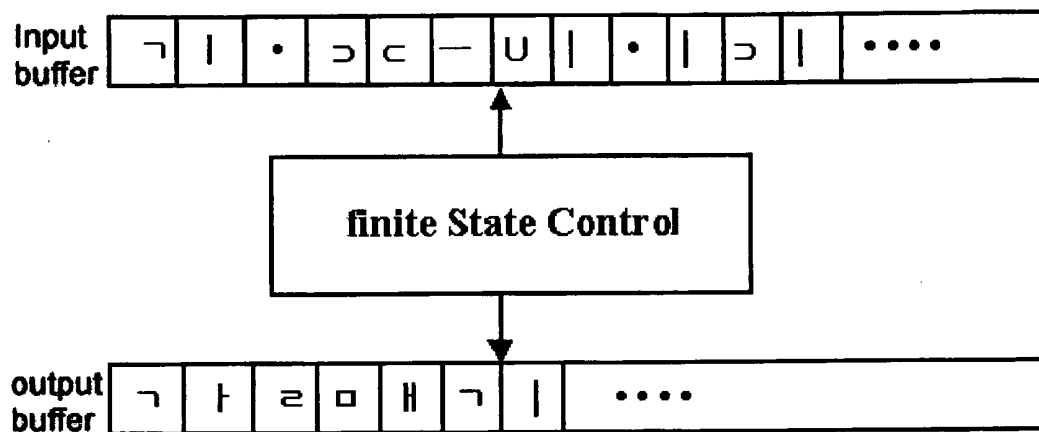 Input buffer ㄱ ㅣ • ⊃ ⊂ ㅡ ∪ ㅣ • ㅣ ⊃ ㅣ ••••
finite State Control
output buffer ㄱ ㅏ ㄹ ㅁ ㅐ ㄱ ㅣ ••••